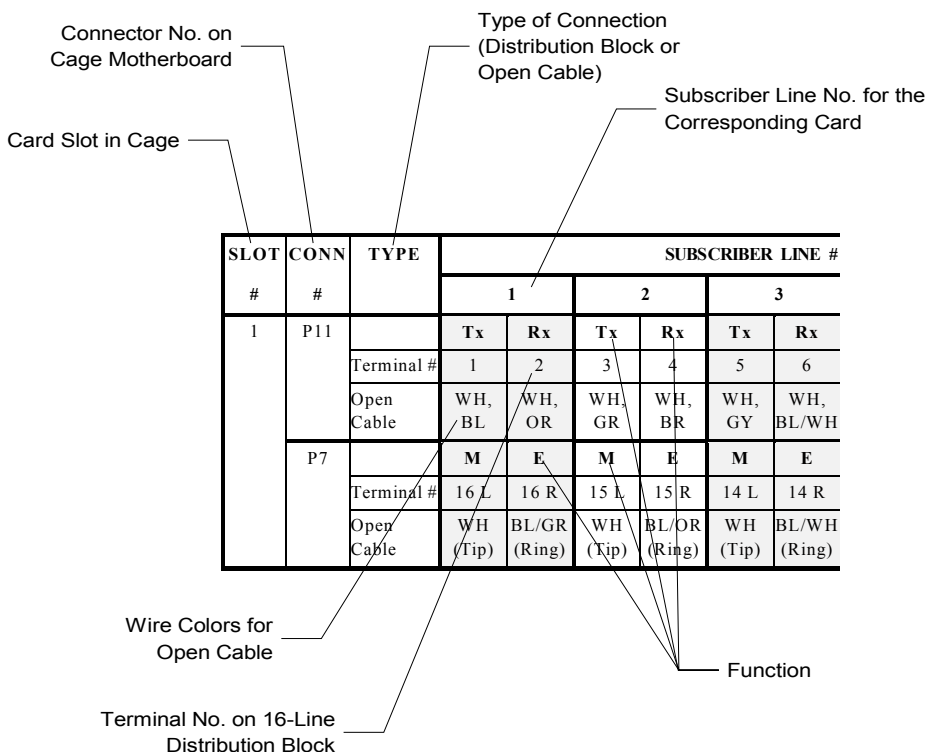 Connector No. on
Cage Motherboard
Type of Connection
(Distribution Block or
Open Cable)
Subscriber Line No. for the
Corresponding Card
Card Slot in Cage
SLOT CONN TYPE SUBSCRIBER LINE #
# # 1 2 3
1 P11 Tx Rx Tx Rx Tx Rx
Terminal # 1 2 3 4 5 6
Open WH, WH, WH, WH, WH, WH,
Cable BL OR GR BR GY BL/WH
P7 M E M E M E
Terminal # 16 L 16 R 15 L 15 R 14 L 14 R
Open WH BL/GR WH BL/OR WH BL/WH
Cable (Tip) (Ring) (Tip) (Ring) (Tip) (Ring)
Wire Colors for
Open Cable
Function
Terminal No. on 16-Line
Distribution Block